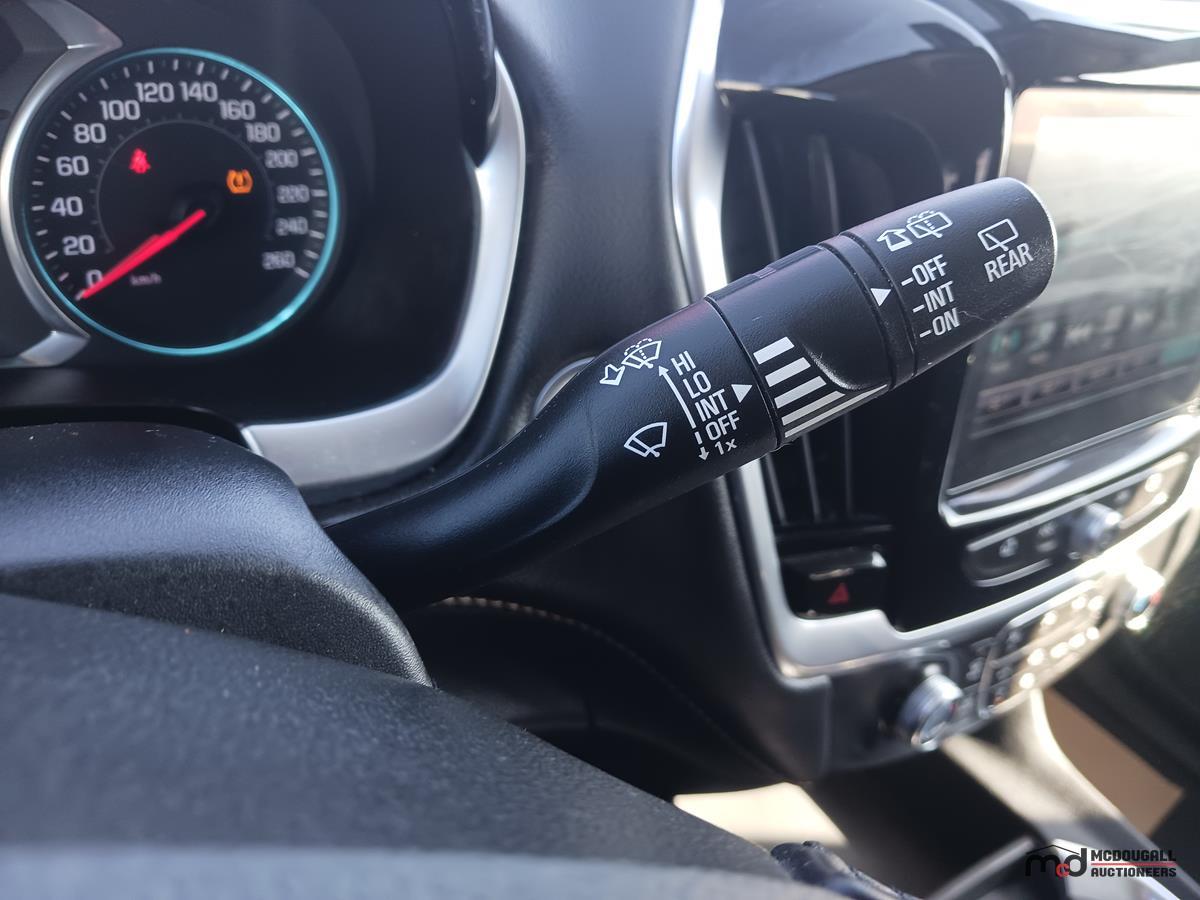 0
20
40
60
80
100
120
140
160
180
200
220
240
260
km/h
HI
LO
INT
OFF
1x
-OFF
-INT
-ON
REAR
mcd MCDOUGALL
AUCTIONEERS